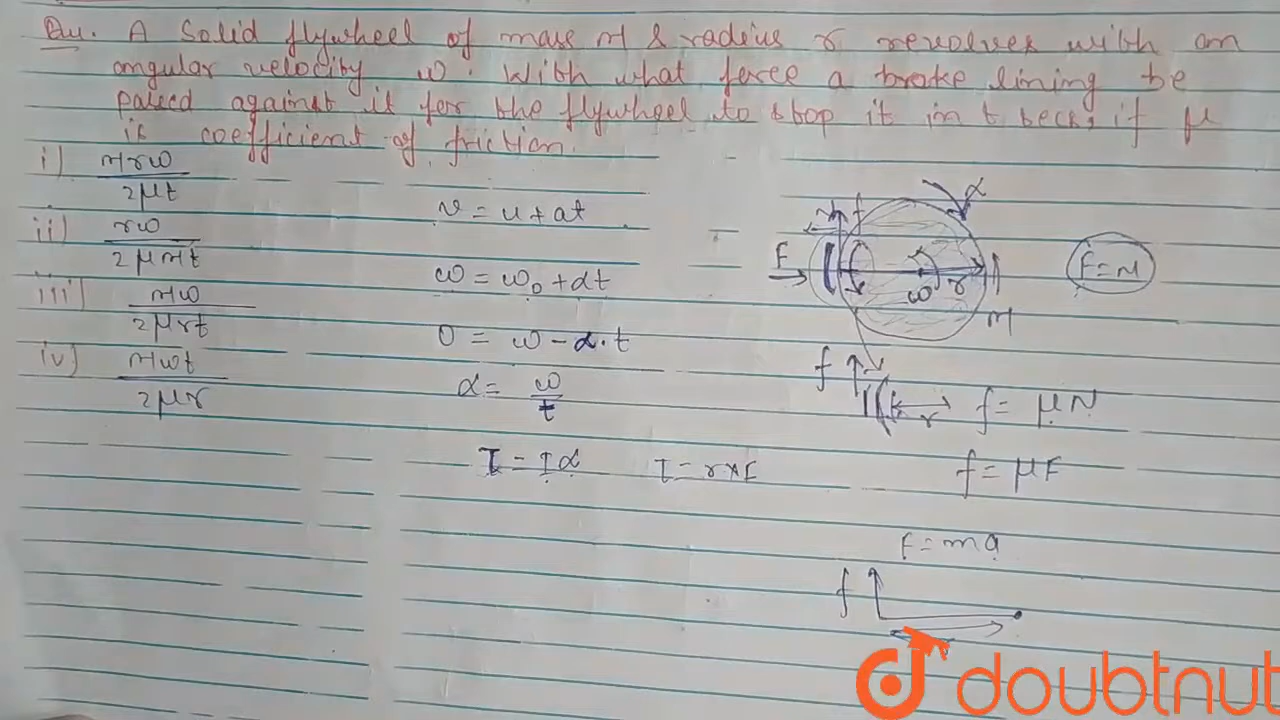 Qu. A Solid flywheel of mass M & radius r revolves with an
angular velocity ω. With what force a brake lining be
paced against it for the flywheel to stop it in t secs, if μ
is coefficient of friction.
i) Mrω/2μt
ii) rω/2μMt
iii) Mω/2μrt
iv) Mωt/2μr
v = u + at
ω = ω₀ + αt
0 = ω - α.t
α = ω/t
τ = Iα τ = r×F
α
N f
F
ω r
F = N
M
f N
r f = μN
f = μF
F = ma
f
doubtnut